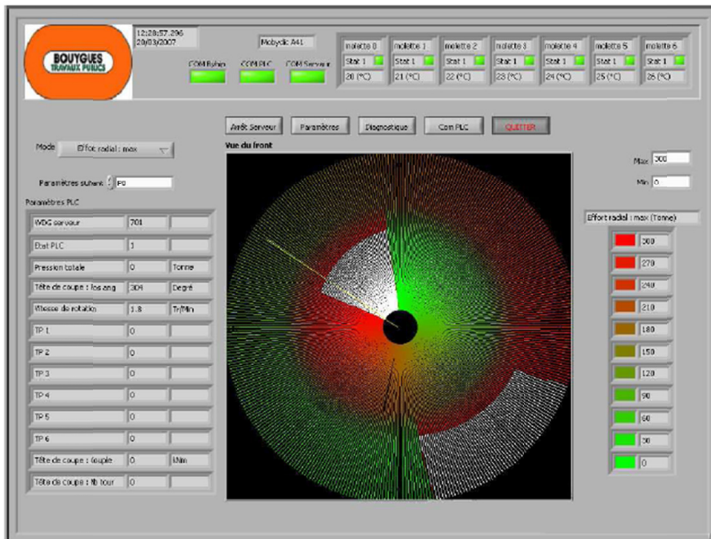 BOUYGUES
TRAVAUX PUBLICS
12:28:57.296
20/03/2007
Mobydic A41
COM Bybin COM PLC COM Serveur
molette 0 molette 1 molette 2 molette 3 molette 4 molette 5 molette 6
Stat 1 Stat 1 Stat 1 Stat 1 Stat 1 Stat 1 Stat 1
20 (°C) 21 (°C) 22 (°C) 23 (°C) 24 (°C) 25 (°C) 26 (°C)
Arrêt Serveur Paramètres Diagnostique Com PLC QUITTER
Mode Effot radial : max
Vue du front
Max 300
Min 0
Paramètres suivant P0
Paramètres PLC
WDG serveur 701
Etat PLC 1
Pression totale 0 Tonne
Tête de coupe : Pos ang 304 Degré
Vitesse de rotation 1.8 Tr/Min
TP 1 0
TP 2 0
TP 3 0
TP 4 0
TP 5 0
TP 6 0
Tête de coupe : Couple 0 kNm
Tête de coupe : Nb tour 0
Effort radial : max (Tonne)
300
270
240
210
180
150
120
90
60
30
0